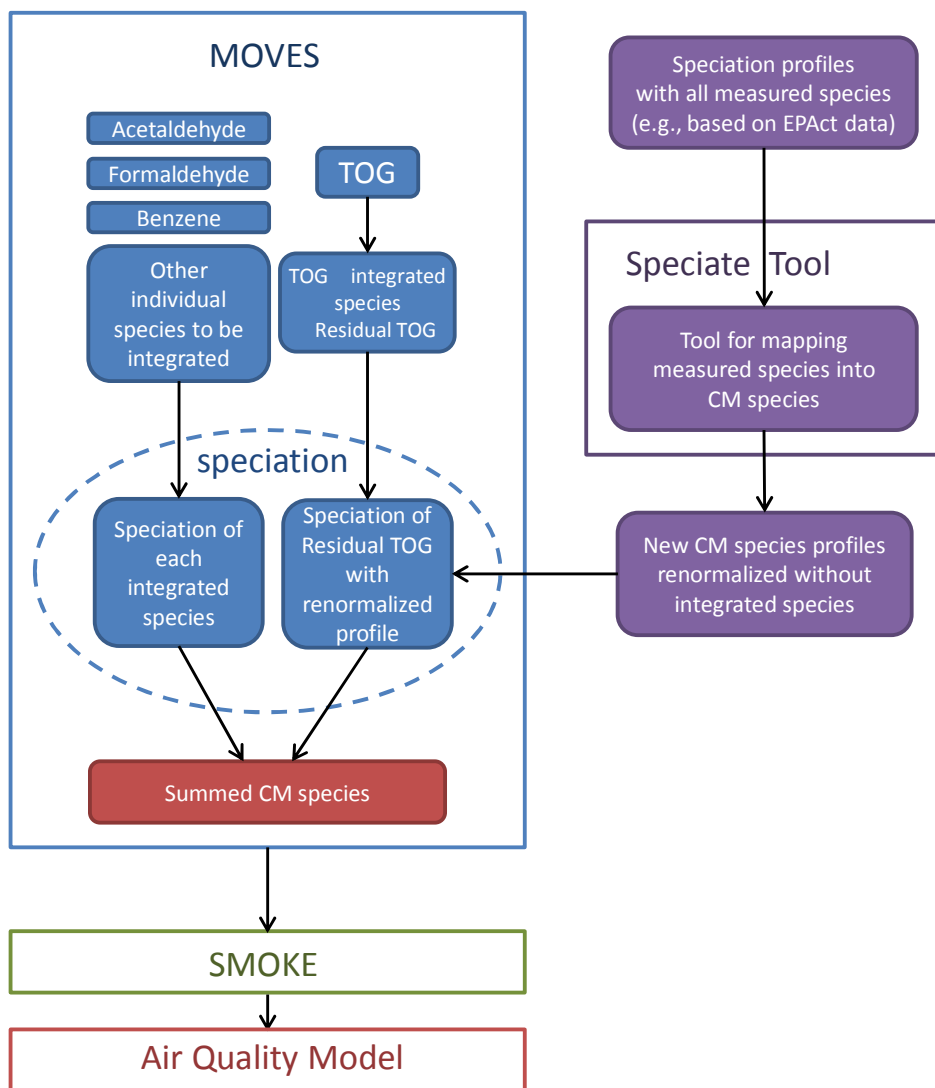 MOVES
Acetaldehyde
Formaldehyde
Benzene
Other
individual
species to be
integrated
TOG
TOG integrated
species
Residual TOG
speciation
Speciation of
each
integrated
species
Speciation of
Residual TOG
with
renormalized
profile
Summed CM species
Speciation profiles
with all measured species
(e.g., based on EPAct data)
Speciate Tool
Tool for mapping
measured species into
CM species
New CM species profiles
renormalized without
integrated species
SMOKE
Air Quality Model